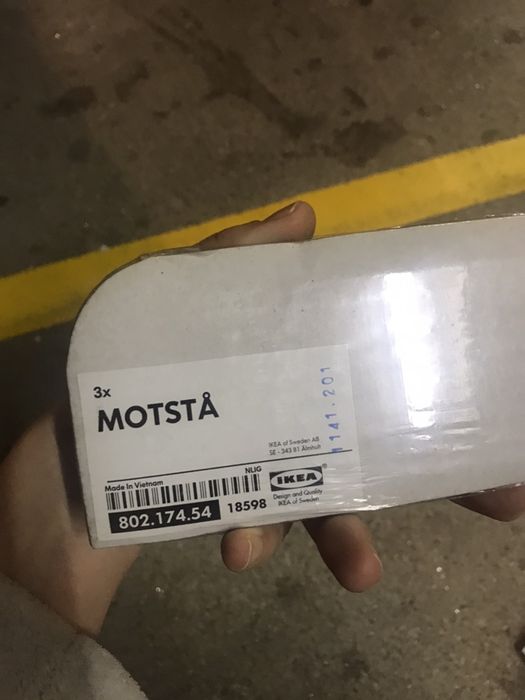 3x
MOTSTÅ
IKEA of Sweden AB
SE - 343 81 Älmhult
1141.201
Made in Vietnam
NLIG
IKEA®
Design and Quality
IKEA of Sweden
802.174.54
18598